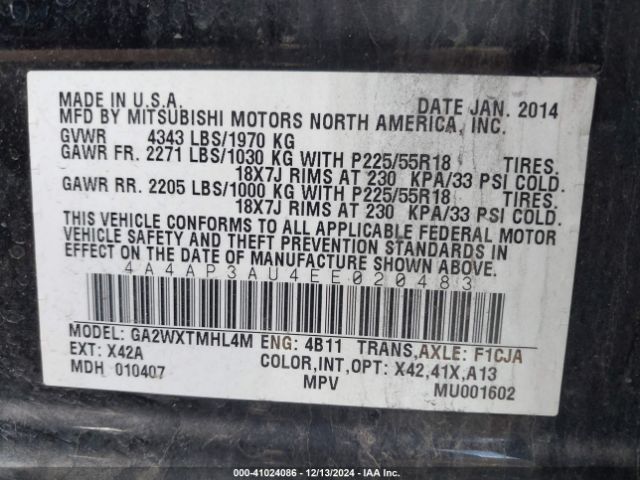 MADE IN U.S.A. DATE JAN. 2014
MFD BY MITSUBISHI MOTORS NORTH AMERICA, INC.
GVWR 4343 LBS/1970 KG
GAWR FR. 2271 LBS/1030 KG WITH P225/55R18 TIRES.
18X7J RIMS AT 230 KPA/33 PSI COLD.
GAWR RR. 2205 LBS/1000 KG WITH P225/55R18 TIRES.
18X7J RIMS AT 230 KPA/33 PSI COLD.
THIS VEHICLE CONFORMS TO ALL APPLICABLE FEDERAL MOTOR
VEHICLE SAFETY AND THEFT PREVENTION STANDARDS IN
EFFECT ON THE DATE OF MANUFACTURE SHOWN ABOVE.
4A4AP3AU4EE020483
MODEL: GA2WXTMHL4M ENG: 4B11 TRANS,AXLE: F1CJA
EXT: X42A COLOR,INT,OPT: X42,41X,A13
MDH 010407 MPV MU001602
000-41024086 - 12/13/2024 - IAA Inc.